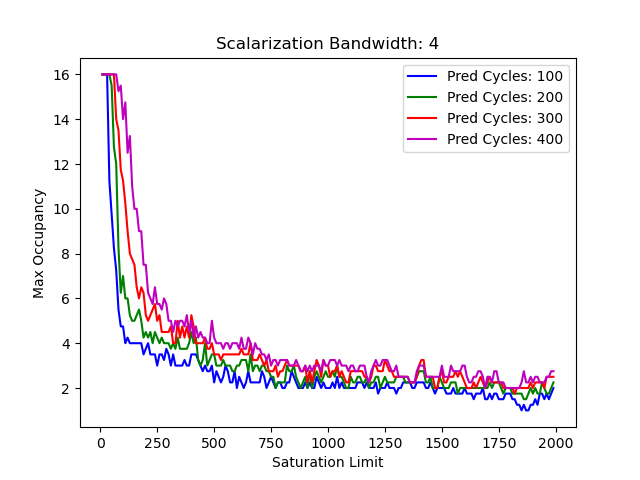 Scalarization Bandwidth: 4
Pred Cycles: 100
Pred Cycles: 200
Pred Cycles: 300
Pred Cycles: 400
Max Occupancy
16
14
12
10
8
6
4
2
0 250 500 750 1000 1250 1500 1750 2000
Saturation Limit